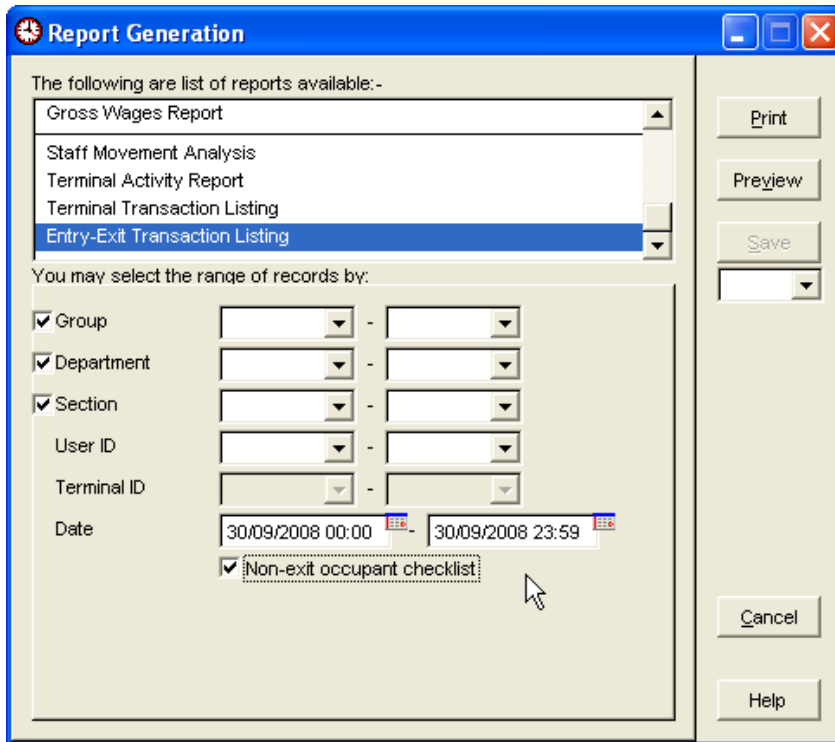 Report Generation
The following are list of reports available:-
Gross Wages Report
Staff Movement Analysis
Terminal Activity Report
Terminal Transaction Listing
Entry-Exit Transaction Listing
You may select the range of records by:
Group -
Department -
Section -
User ID -
Terminal ID -
Date 30/09/2008 00:00 - 30/09/2008 23:59
Non-exit occupant checklist
Print
Preview
Save
Cancel
Help